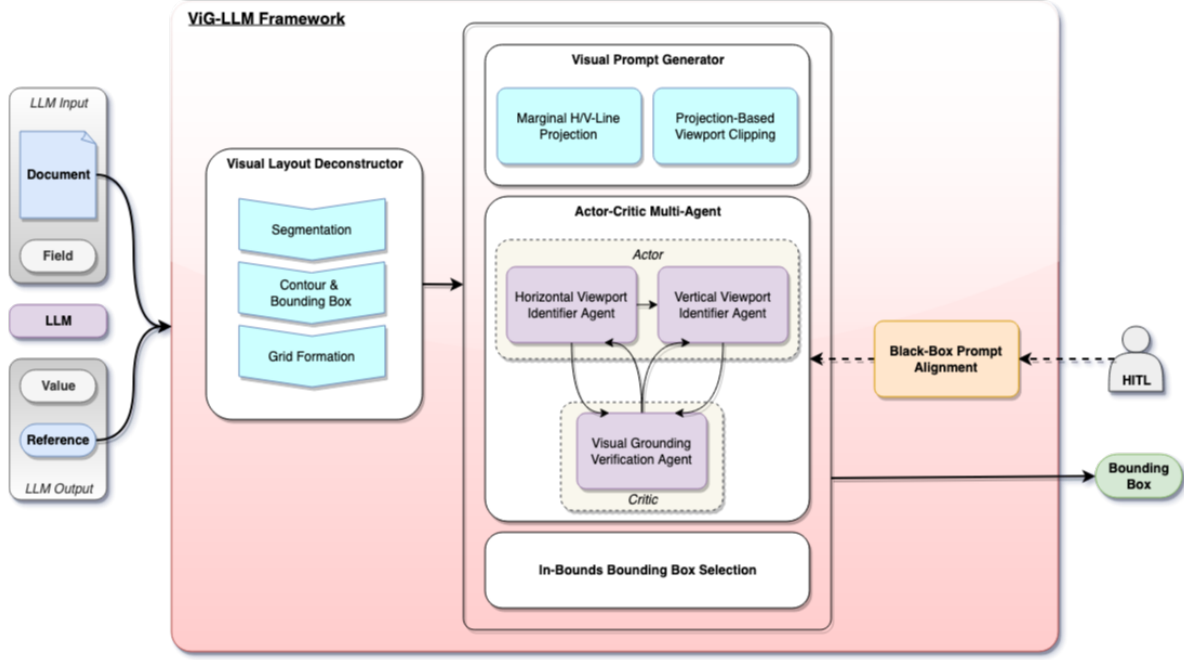 ViG-LLM Framework
LLM Input
Document
Field
LLM
Value
Reference
LLM Output
Visual Layout Deconstructor
Segmentation
Contour &
Bounding Box
Grid Formation
Visual Prompt Generator
Marginal H/V-Line
Projection
Projection-Based
Viewport Clipping
Actor-Critic Multi-Agent
Actor
Horizontal Viewport
Identifier Agent
Vertical Viewport
Identifier Agent
Visual Grounding
Verification Agent
Critic
In-Bounds Bounding Box Selection
Black-Box Prompt
Alignment
HITL
Bounding
Box